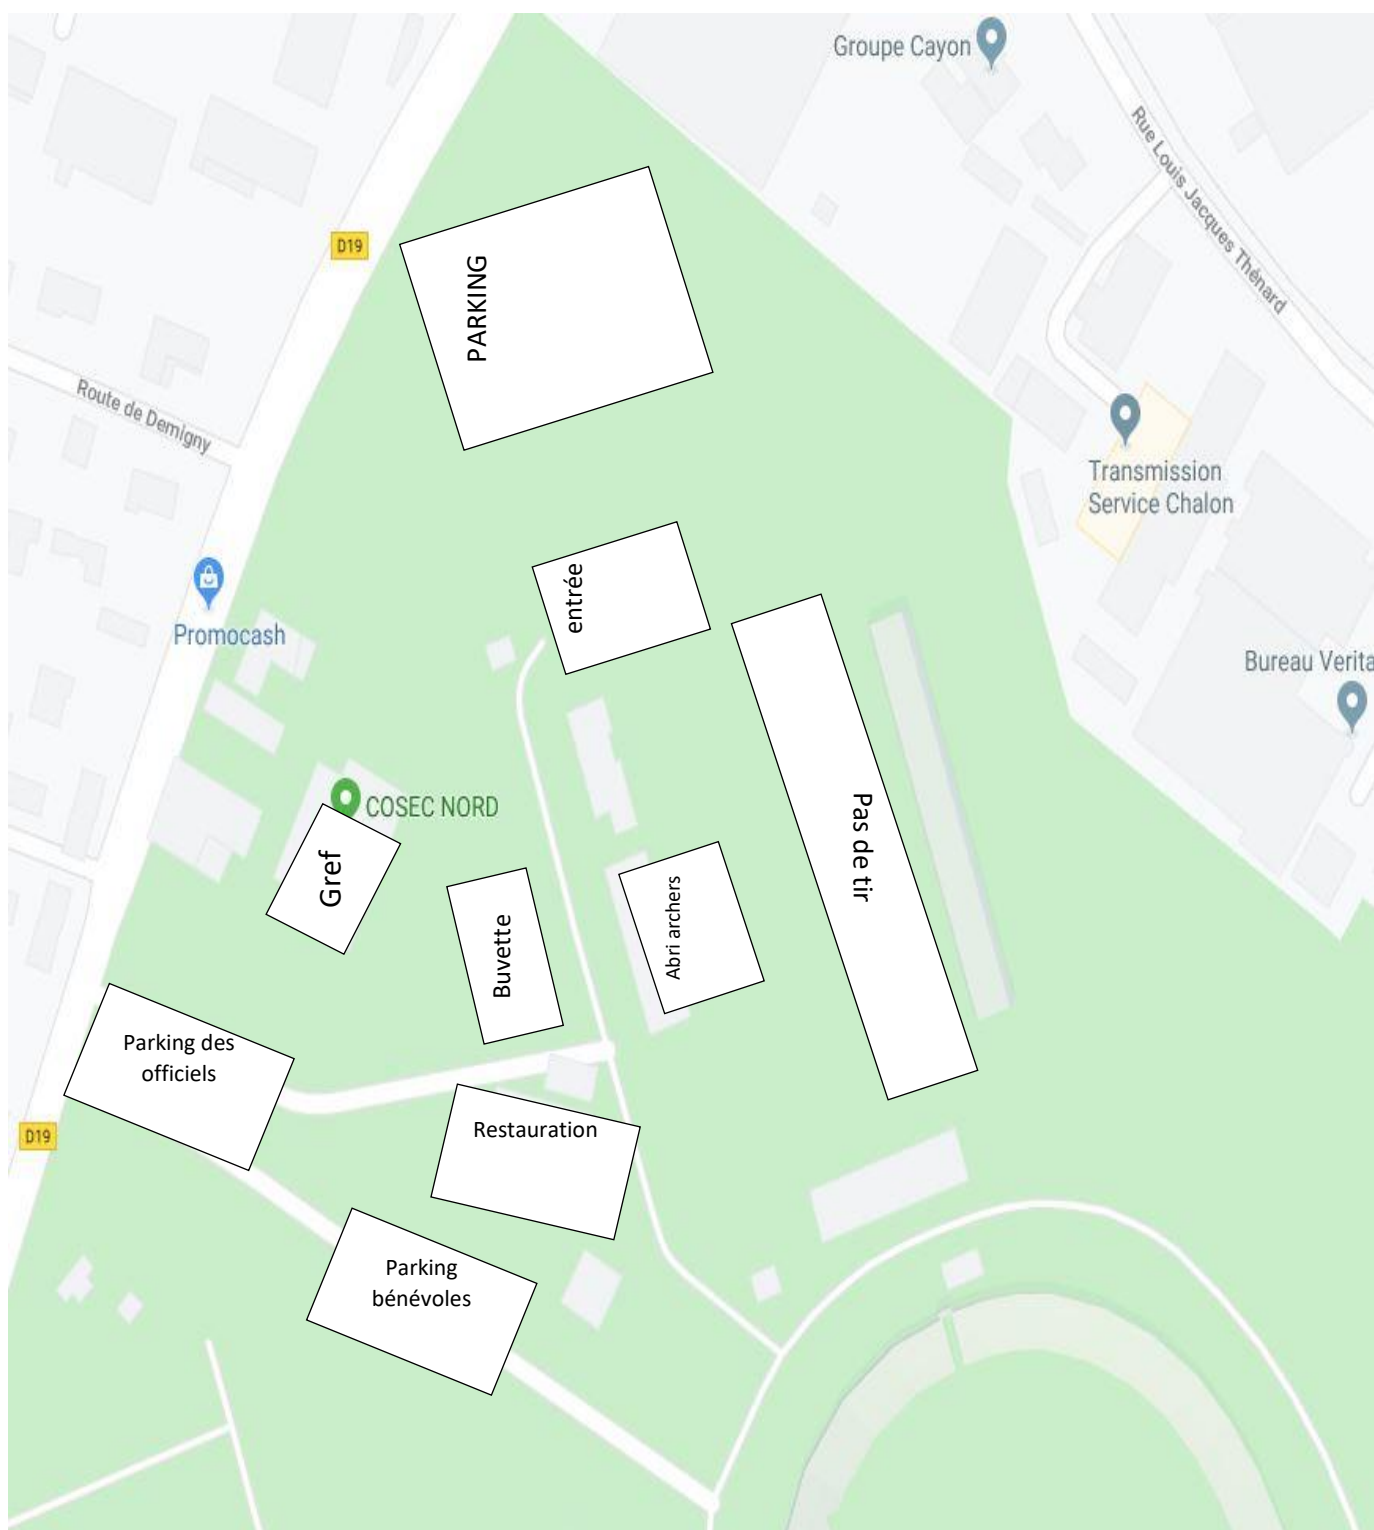 Groupe Cayon
Rue Louis Jacques Thénard
D19
PARKING
Route de Demigny
Transmission
Service Chalon
entrée
Promocash
Bureau Verita
COSEC NORD
Pas de tir
Gref
Abri archers
Buvette
Parking des
officiels
D19
Restauration
Parking
bénévoles